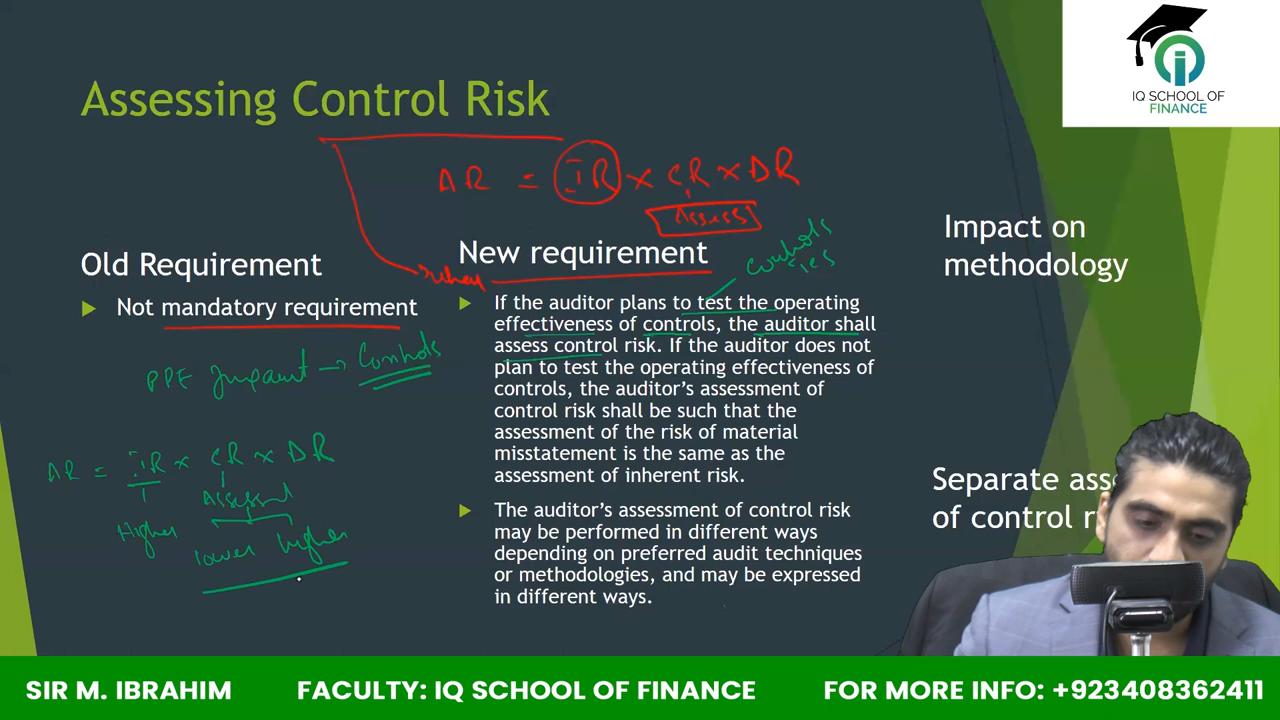 IQ SCHOOL OF
FINANCE
Assessing Control Risk
AR = IR × CR × DR
Assess
Old Requirement
Not mandatory requirement
PPE Impairment → Controls
AR = IR × CR × DR
Higher
lower higher
New requirement
when
controls
If the auditor plans to test the operating
effectiveness of controls, the auditor shall
assess control risk. If the auditor does not
plan to test the operating effectiveness of
controls, the auditor's assessment of
control risk shall be such that the
assessment of the risk of material
misstatement is the same as the
assessment of inherent risk.
The auditor's assessment of control risk
may be performed in different ways
depending on preferred audit techniques
or methodologies, and may be expressed
in different ways.
Impact on
methodology
Separate ass
of control r
SIR M. IBRAHIM
FACULTY: IQ SCHOOL OF FINANCE
FOR MORE INFO: +923408362411